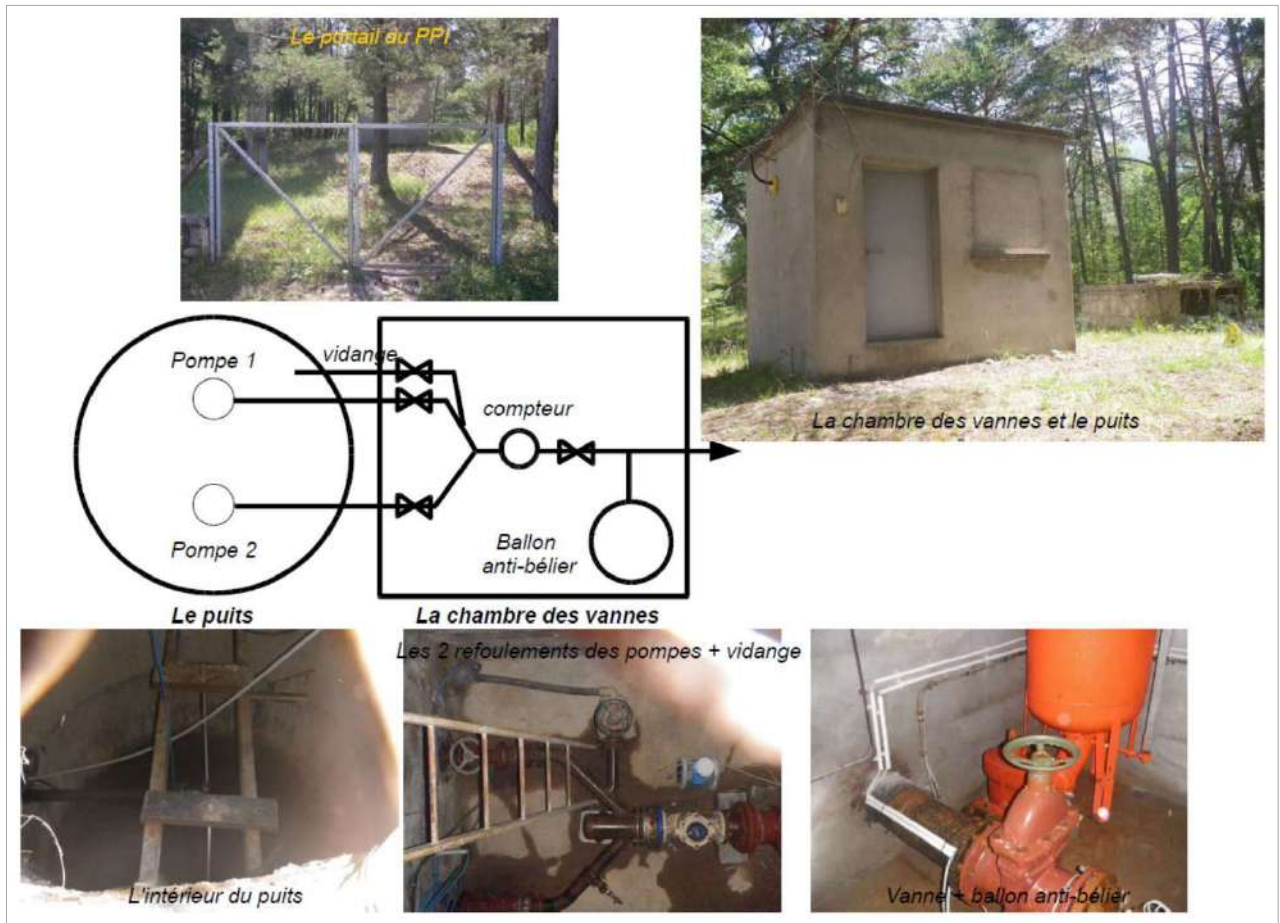 Le portail du PPI
La chambre des vannes et le puits
Pompe 1
vidange
compteur
Pompe 2
Ballon
anti-bélier
Le puits
La chambre des vannes
Les 2 refoulements des pompes + vidange
L'intérieur du puits
Vanne + ballon anti-bélier